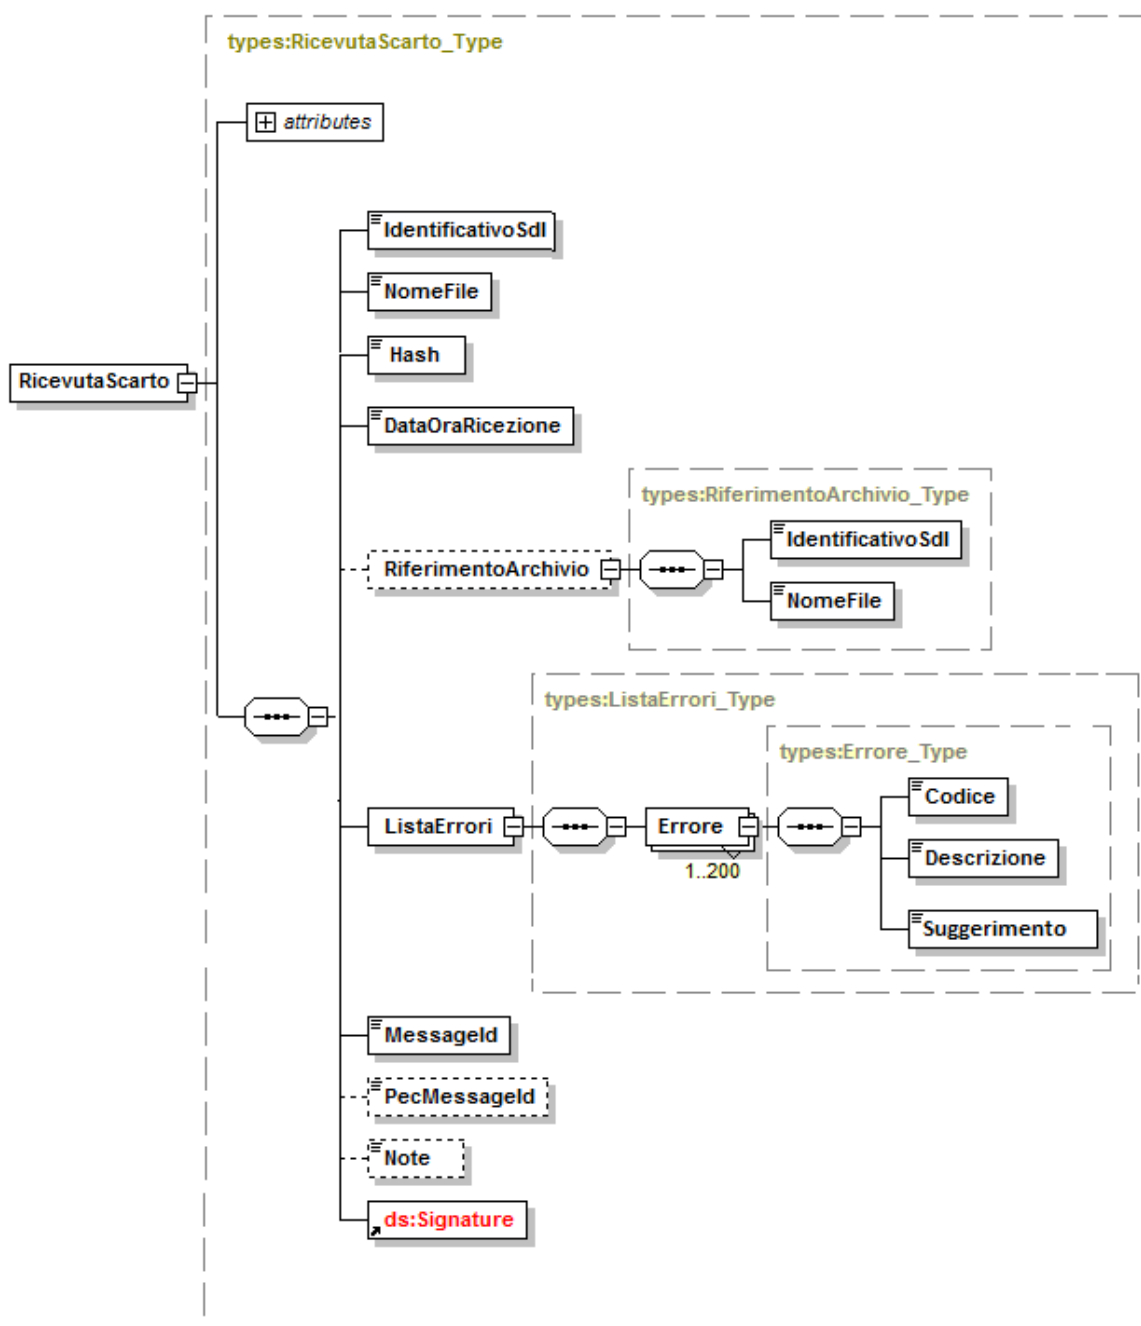 types:RicevutaScarto_Type
attributes
IdentificativoSdI
NomeFile
Hash
RicevutaScarto
DataOraRicezione
types:RiferimentoArchivio_Type
IdentificativoSdI
RiferimentoArchivio
NomeFile
types:ListaErrori_Type
types:Errore_Type
Codice
ListaErrori
Errore
1..200
Descrizione
Suggerimento
MessageId
PecMessageId
Note
ds:Signature